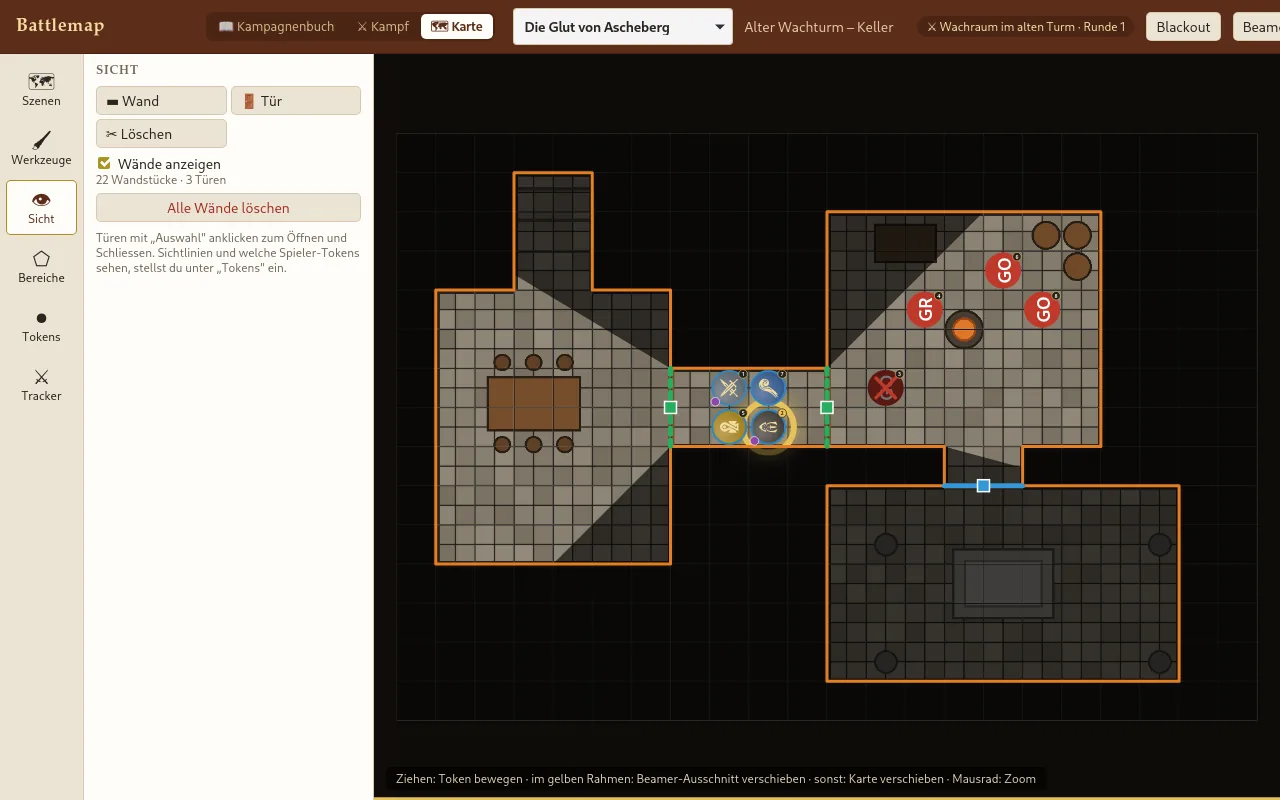 Battlemap
Kampagnenbuch
Kampf
Karte
Die Glut von Ascheberg
Alter Wachturm – Keller
Wachraum im alten Turm · Runde 1
Blackout
Beam
Szenen
Werkzeuge
Sicht
Bereiche
Tokens
Tracker
SICHT
Wand
Tür
Löschen
Wände anzeigen
22 Wandstücke · 3 Türen
Alle Wände löschen
Türen mit „Auswahl" anklicken zum Öffnen und
Schliessen. Sichtlinien und welche Spieler-Tokens
sehen, stellst du unter „Tokens" ein.
GO
GR
GO
Ziehen: Token bewegen · im gelben Rahmen: Beamer-Ausschnitt verschieben · sonst: Karte verschieben · Mausrad: Zoom